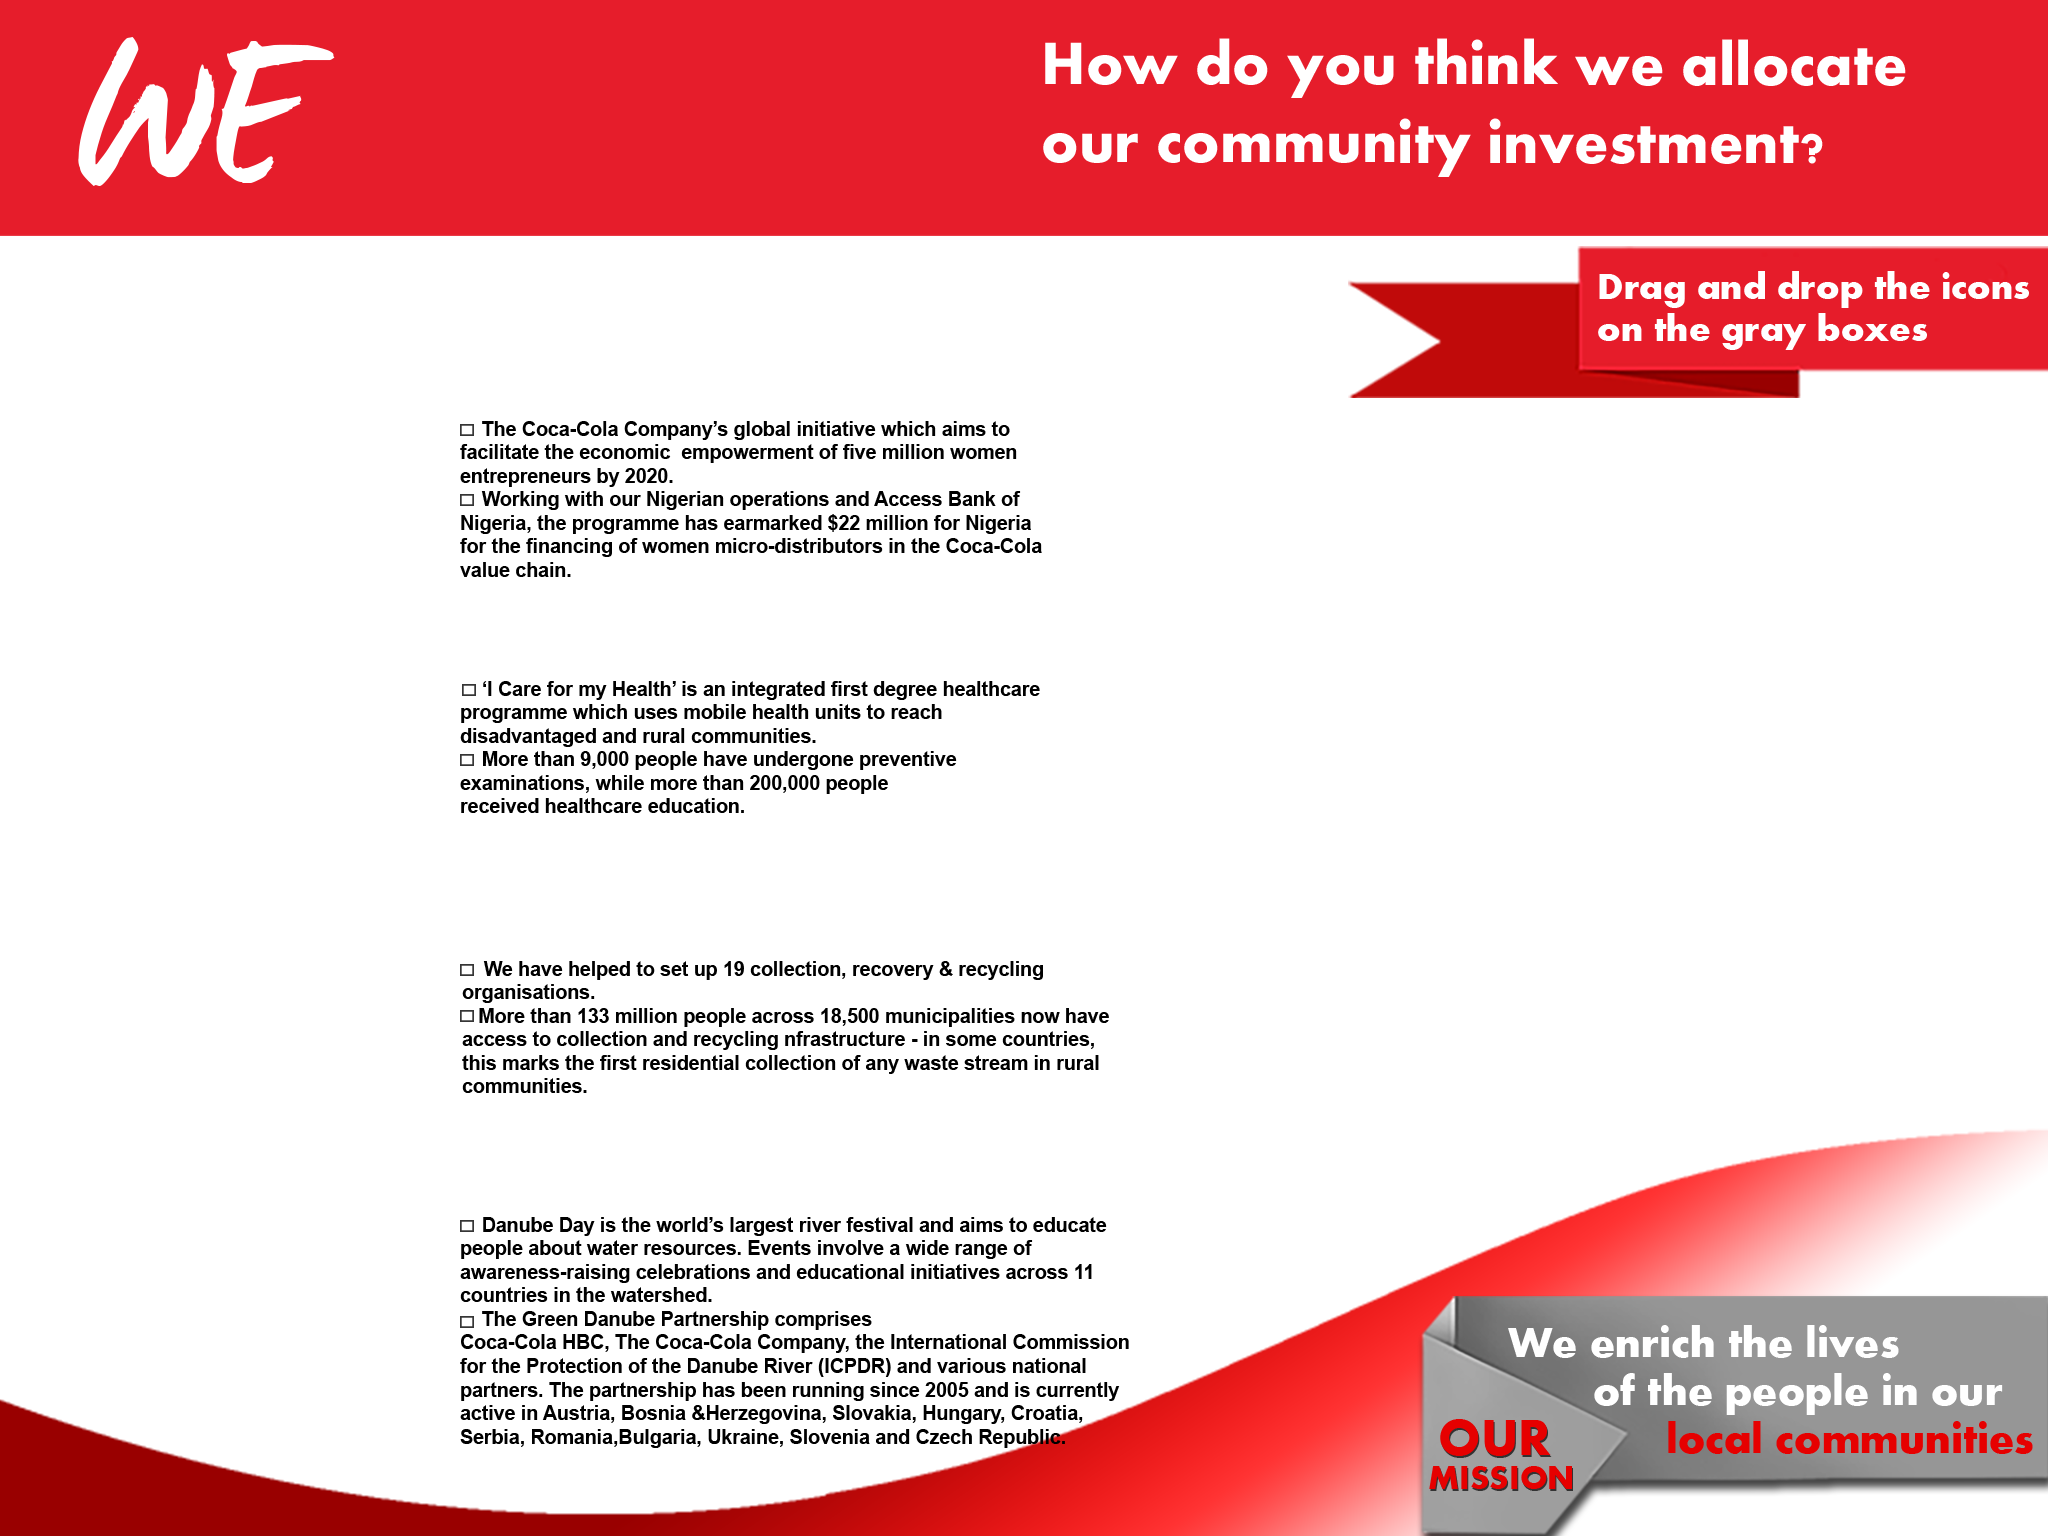 WE
How do you think we allocate
our community investment?
Drag and drop the icons
on the gray boxes
□ The Coca-Cola Company’s global initiative which aims to
facilitate the economic  empowerment of five million women
entrepreneurs by 2020.
□ Working with our Nigerian operations and Access Bank of
Nigeria, the programme has earmarked $22 million for Nigeria
for the financing of women micro-distributors in the Coca-Cola
value chain.
□ ‘I Care for my Health’ is an integrated first degree healthcare
programme which uses mobile health units to reach
disadvantaged and rural communities.
□ More than 9,000 people have undergone preventive
examinations, while more than 200,000 people
received healthcare education.
□ We have helped to set up 19 collection, recovery & recycling
organisations.
□ More than 133 million people across 18,500 municipalities now have
access to collection and recycling nfrastructure - in some countries,
this marks the first residential collection of any waste stream in rural
communities.
□ Danube Day is the world’s largest river festival and aims to educate
people about water resources. Events involve a wide range of
awareness-raising celebrations and educational initiatives across 11
countries in the watershed.
□ The Green Danube Partnership comprises
Coca-Cola HBC, The Coca-Cola Company, the International Commission
for the Protection of the Danube River (ICPDR) and various national
partners. The partnership has been running since 2005 and is currently
active in Austria, Bosnia &Herzegovina, Slovakia, Hungary, Croatia,
Serbia, Romania,Bulgaria, Ukraine, Slovenia and Czech Republic.
We enrich the lives
of the people in our
local communities
OUR
MISSION